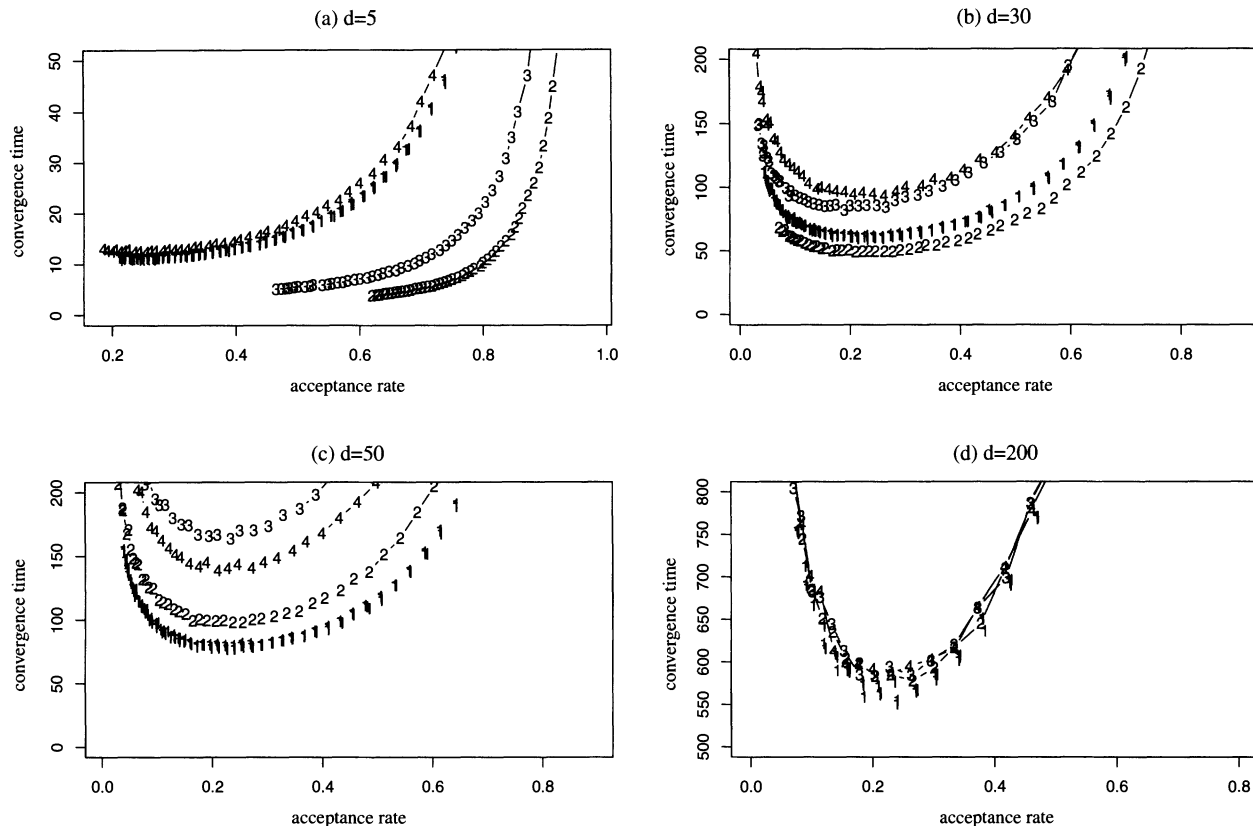 (a) d=5
convergence time
0 10 20 30 40 50
0.2 0.4 0.6 0.8 1.0
acceptance rate
(b) d=30
convergence time
0 50 100 150 200
0.0 0.2 0.4 0.6 0.8
acceptance rate
(c) d=50
convergence time
0 50 100 150 200
0.0 0.2 0.4 0.6 0.8
acceptance rate
(d) d=200
convergence time
500 550 600 650 700 750 800
0.0 0.2 0.4 0.6 0.8
acceptance rate